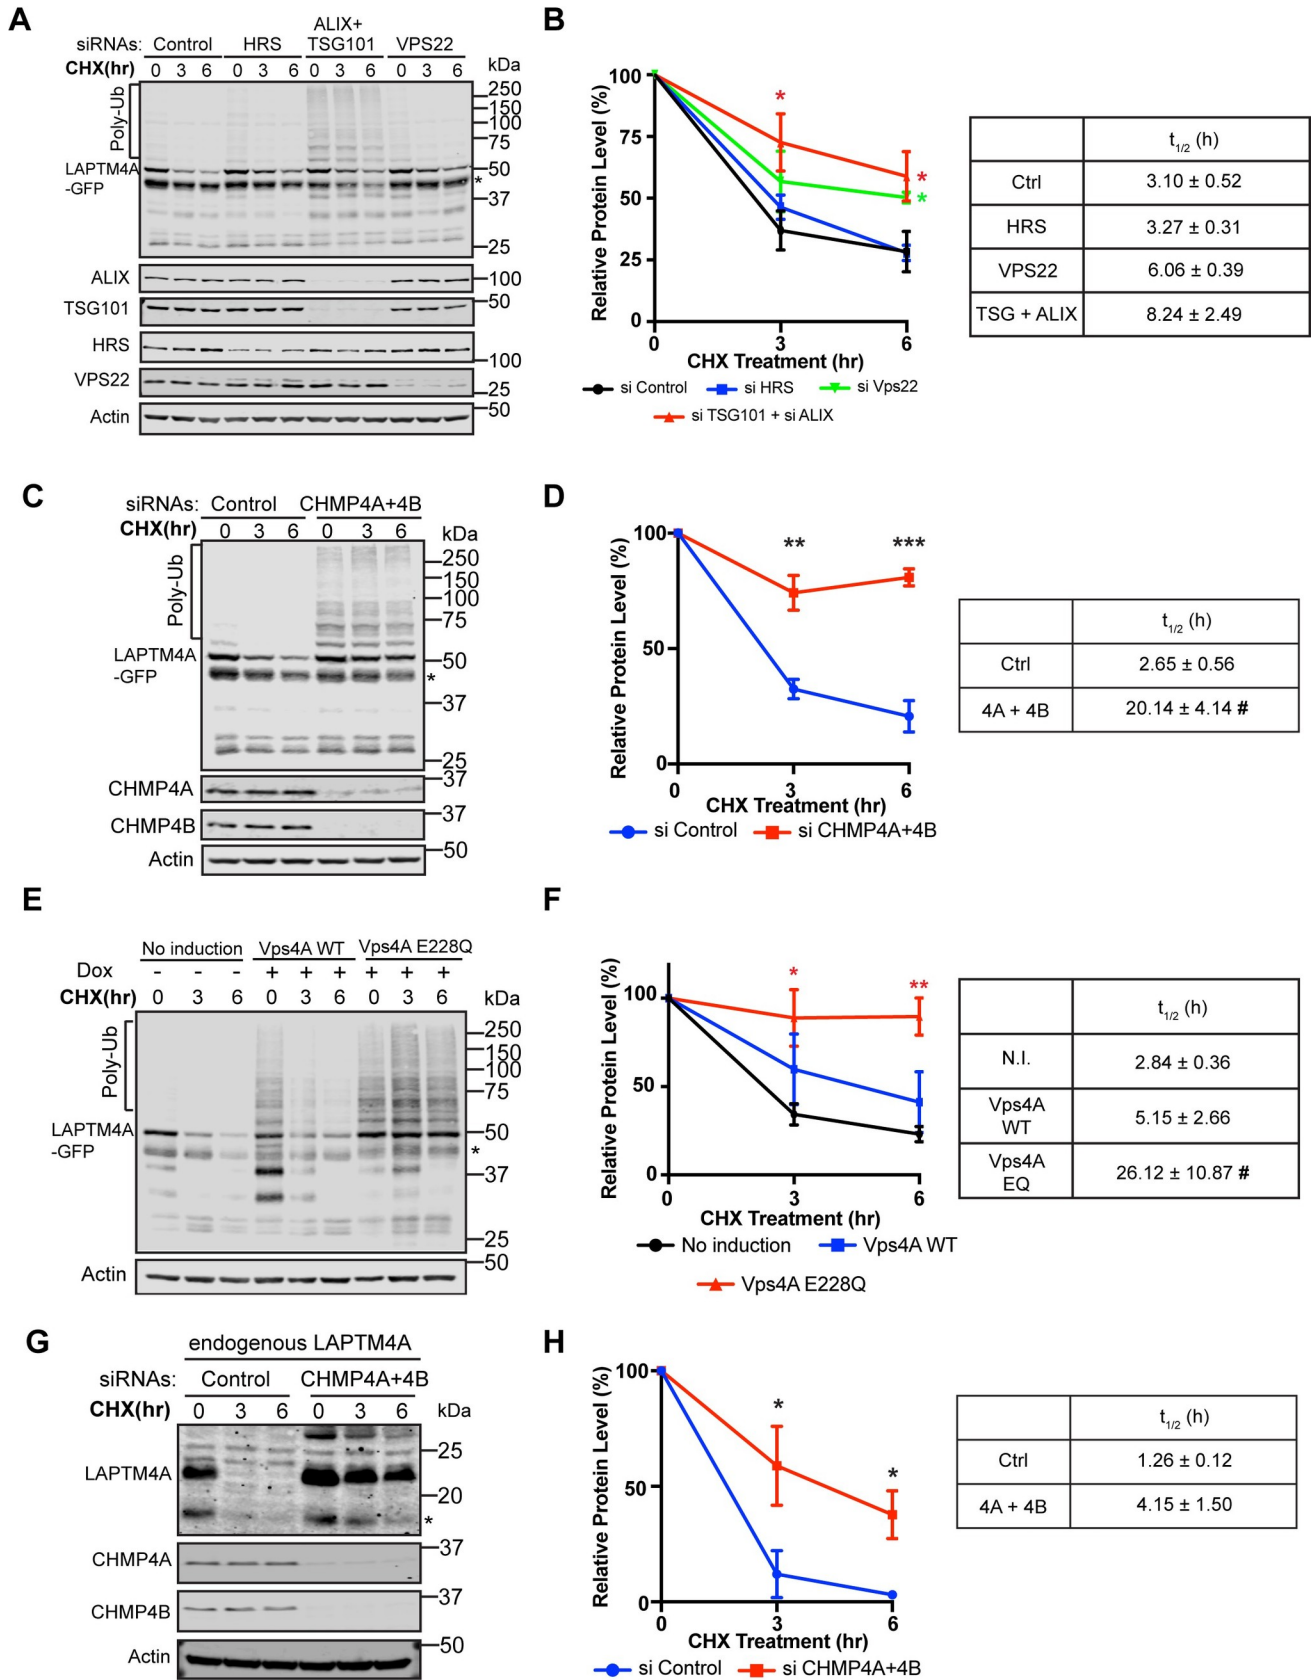 A
siRNAs: Control HRS ALIX+ TSG101 VPS22
CHX(hr) 0 3 6 0 3 6 0 3 6 0 3 6 kDa
Poly-Ub
250
150
100
75
LAPTM4A
-GFP
50
*
37
25
ALIX 100
TSG101 50
HRS 100
VPS22 25
Actin 50
B
Relative Protein Level (%)
100
75
50
25
0
*
*
*
0 3 6
CHX Treatment (hr)
si Control si HRS si Vps22
si TSG101 + si ALIX
t1/2 (h)
Ctrl 3.10 ± 0.52
HRS 3.27 ± 0.31
VPS22 6.06 ± 0.39
TSG + ALIX 8.24 ± 2.49
C
siRNAs: Control CHMP4A+4B
CHX(hr) 0 3 6 0 3 6 kDa
Poly-Ub
250
150
100
75
LAPTM4A
-GFP
50
*
37
25
CHMP4A 37
CHMP4B 37
Actin 50
D
Relative Protein Level (%)
100
50
0
** ***
0 3 6
CHX Treatment (hr)
si Control si CHMP4A+4B
t1/2 (h)
Ctrl 2.65 ± 0.56
4A + 4B 20.14 ± 4.14 #
E
No induction Vps4A WT Vps4A E228Q
Dox - - - + + + + + +
CHX(hr) 0 3 6 0 3 6 0 3 6 kDa
Poly-Ub
250
150
100
75
LAPTM4A
-GFP
50
*
37
25
Actin 50
F
Relative Protein Level (%)
100
50
0
* **
0 3 6
CHX Treatment (hr)
No induction Vps4A WT
Vps4A E228Q
t1/2 (h)
N.I. 2.84 ± 0.36
Vps4A WT 5.15 ± 2.66
Vps4A EQ 26.12 ± 10.87 #
G
endogenous LAPTM4A
siRNAs: Control CHMP4A+4B
CHX(hr) 0 3 6 0 3 6 kDa
25
LAPTM4A
20
*
CHMP4A 37
CHMP4B 37
Actin 50
H
Relative Protein Level (%)
100
50
0
* *
0 3 6
CHX Treatment (hr)
si Control si CHMP4A+4B
t1/2 (h)
Ctrl 1.26 ± 0.12
4A + 4B 4.15 ± 1.50